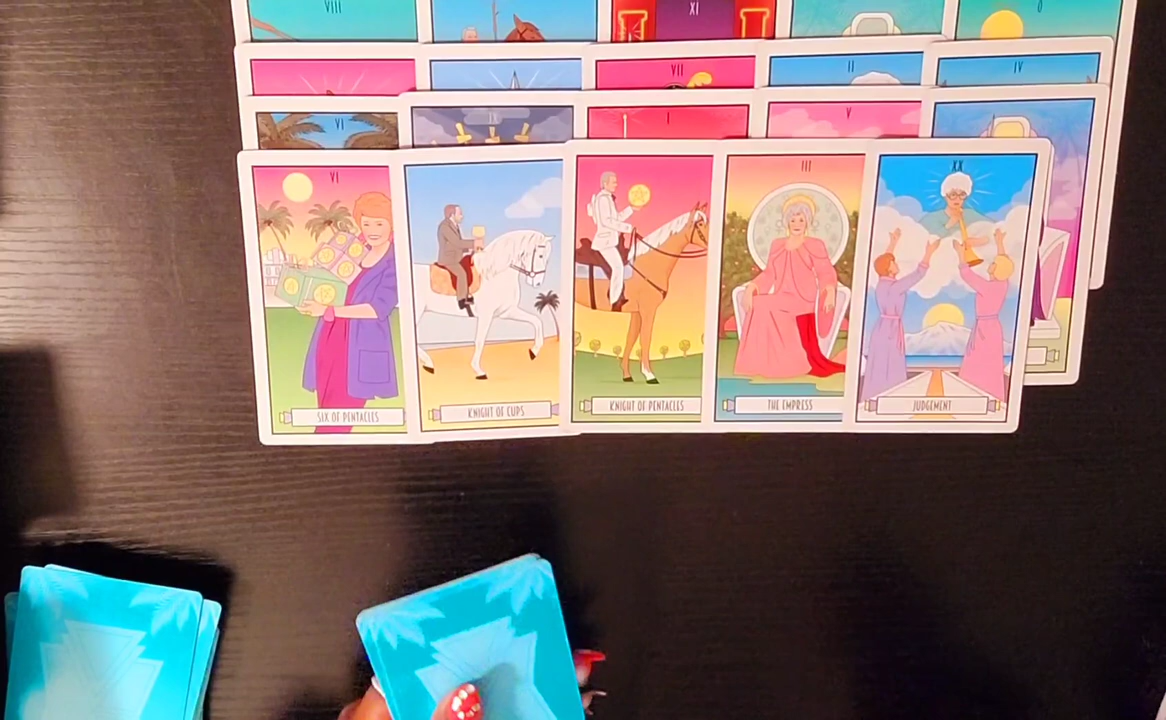 VIII
XI
VII
II
IV
VI
IX
I
V
VI
III
XX
SIX OF PENTACLES
KNIGHT OF CUPS
KNIGHT OF PENTACLES
THE EMPRESS
JUDGEMENT